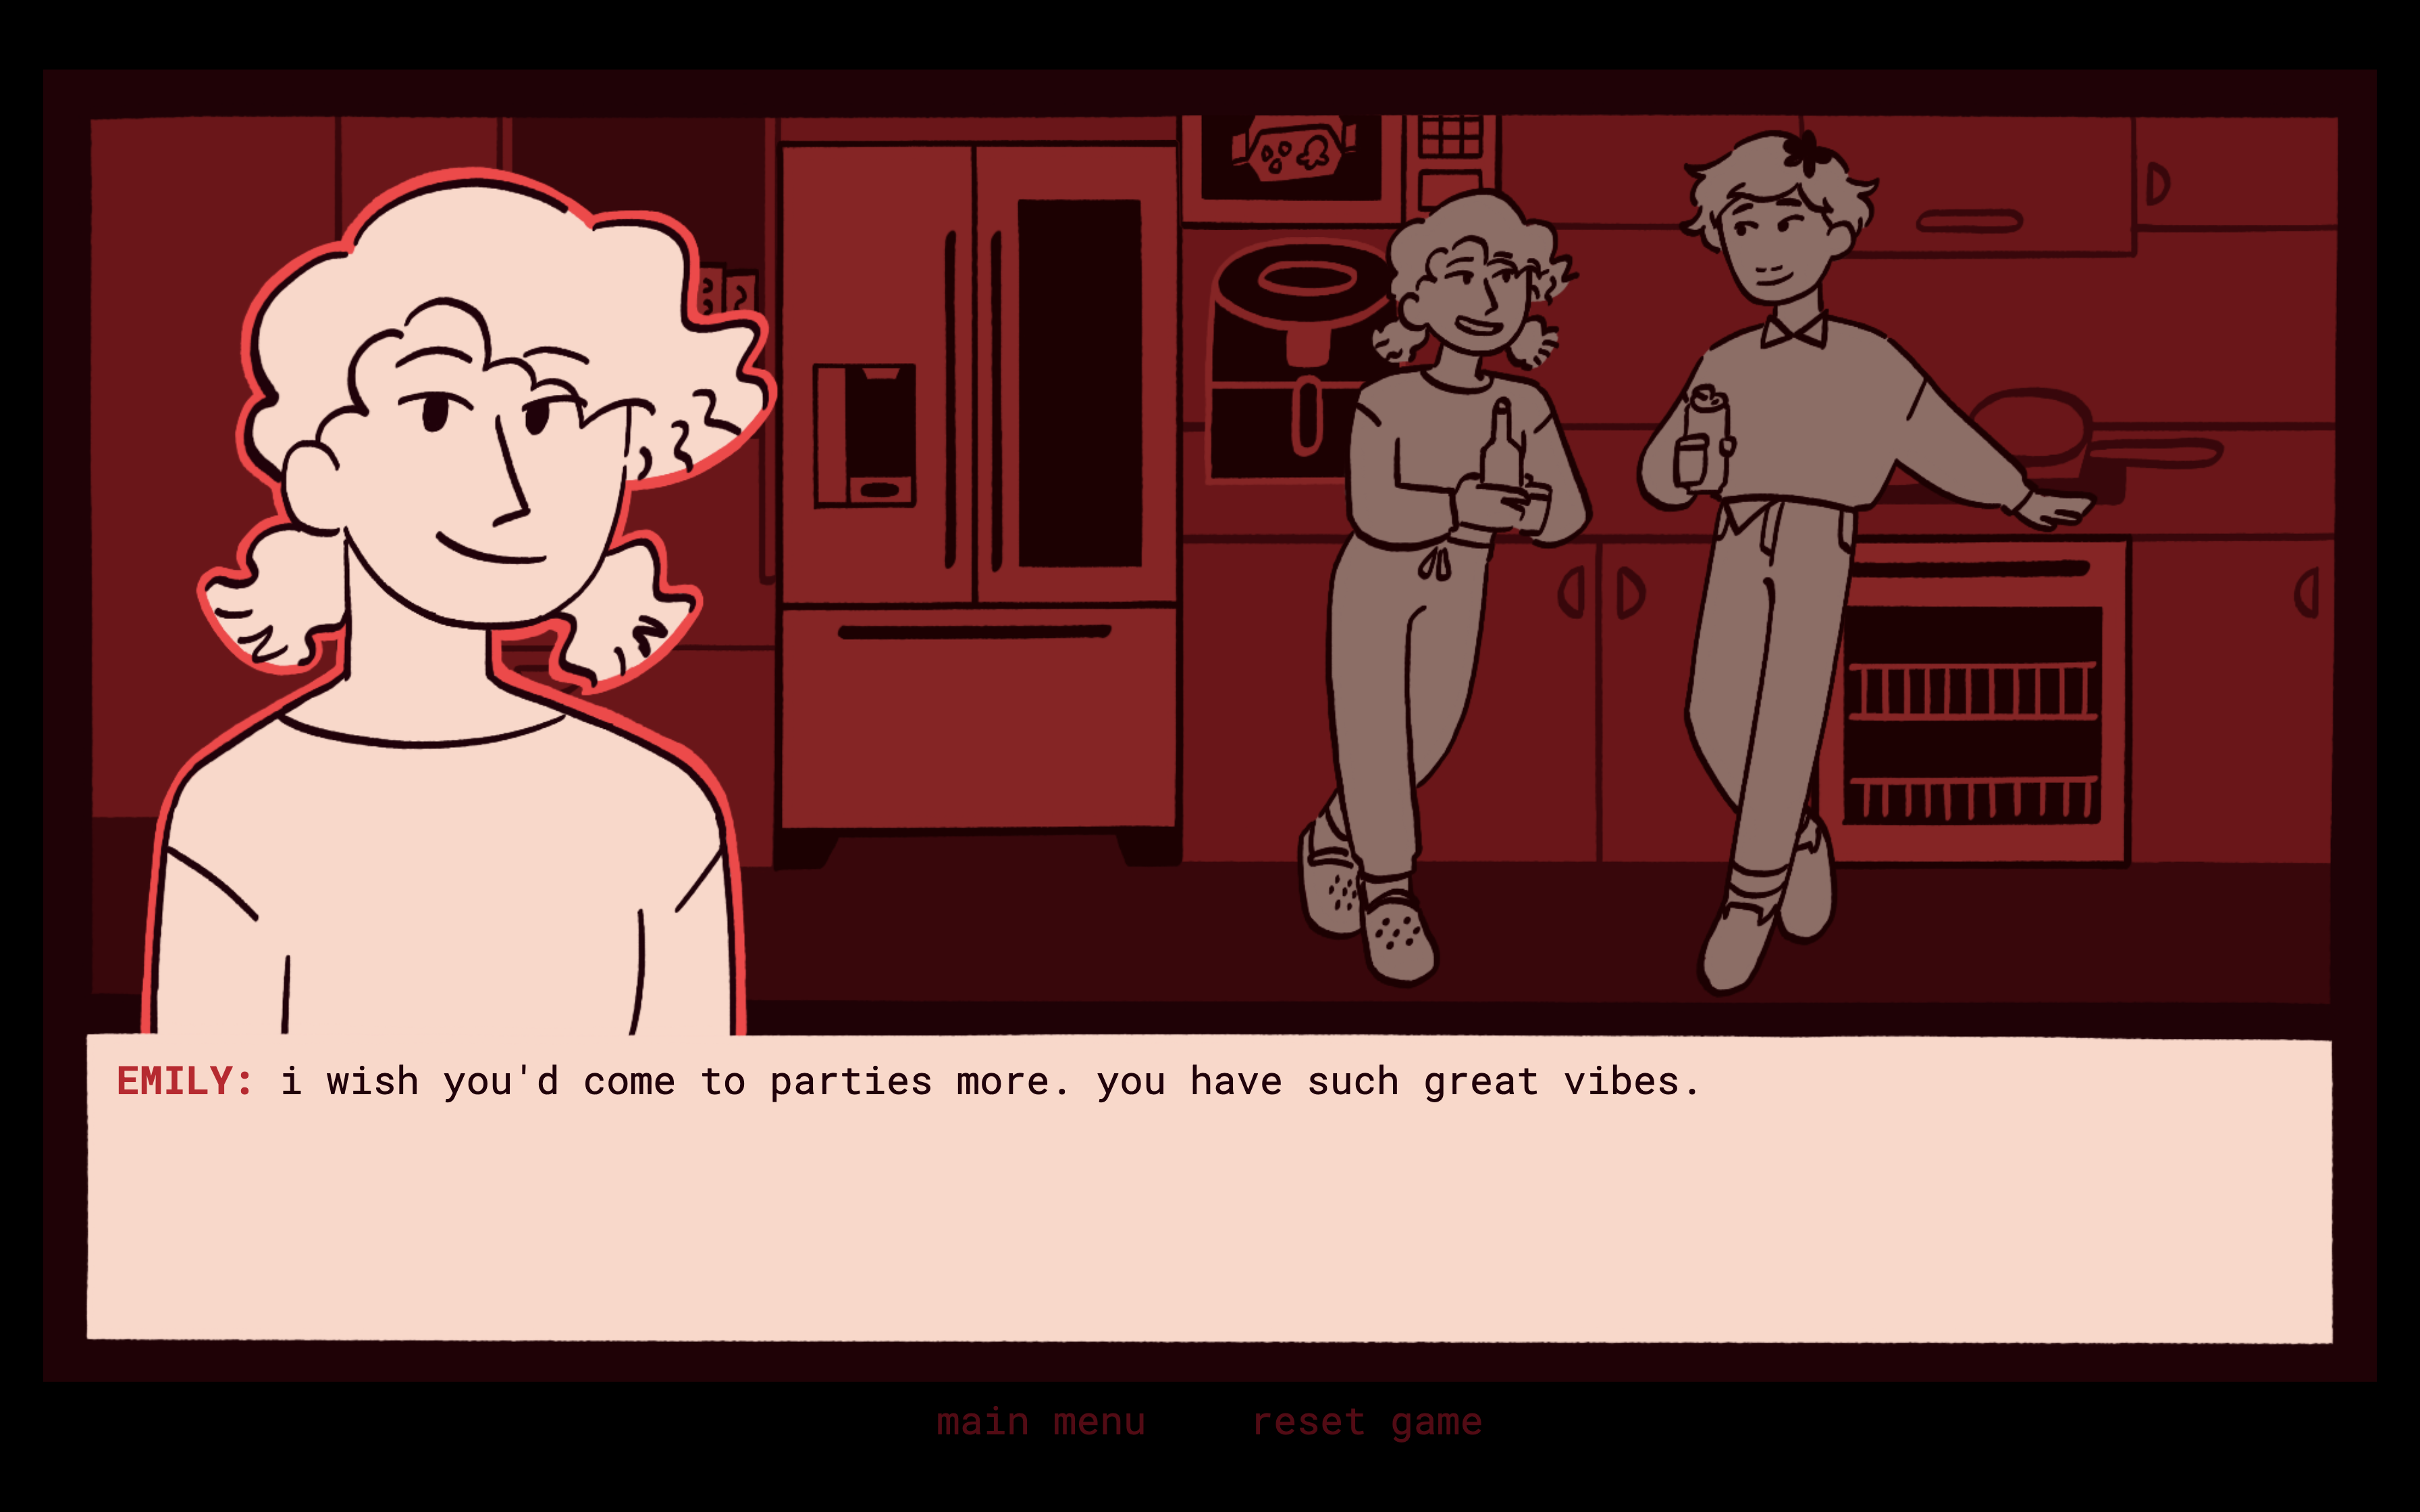 EMILY: i wish you'd come to parties more. you have such great vibes.
main menu reset game